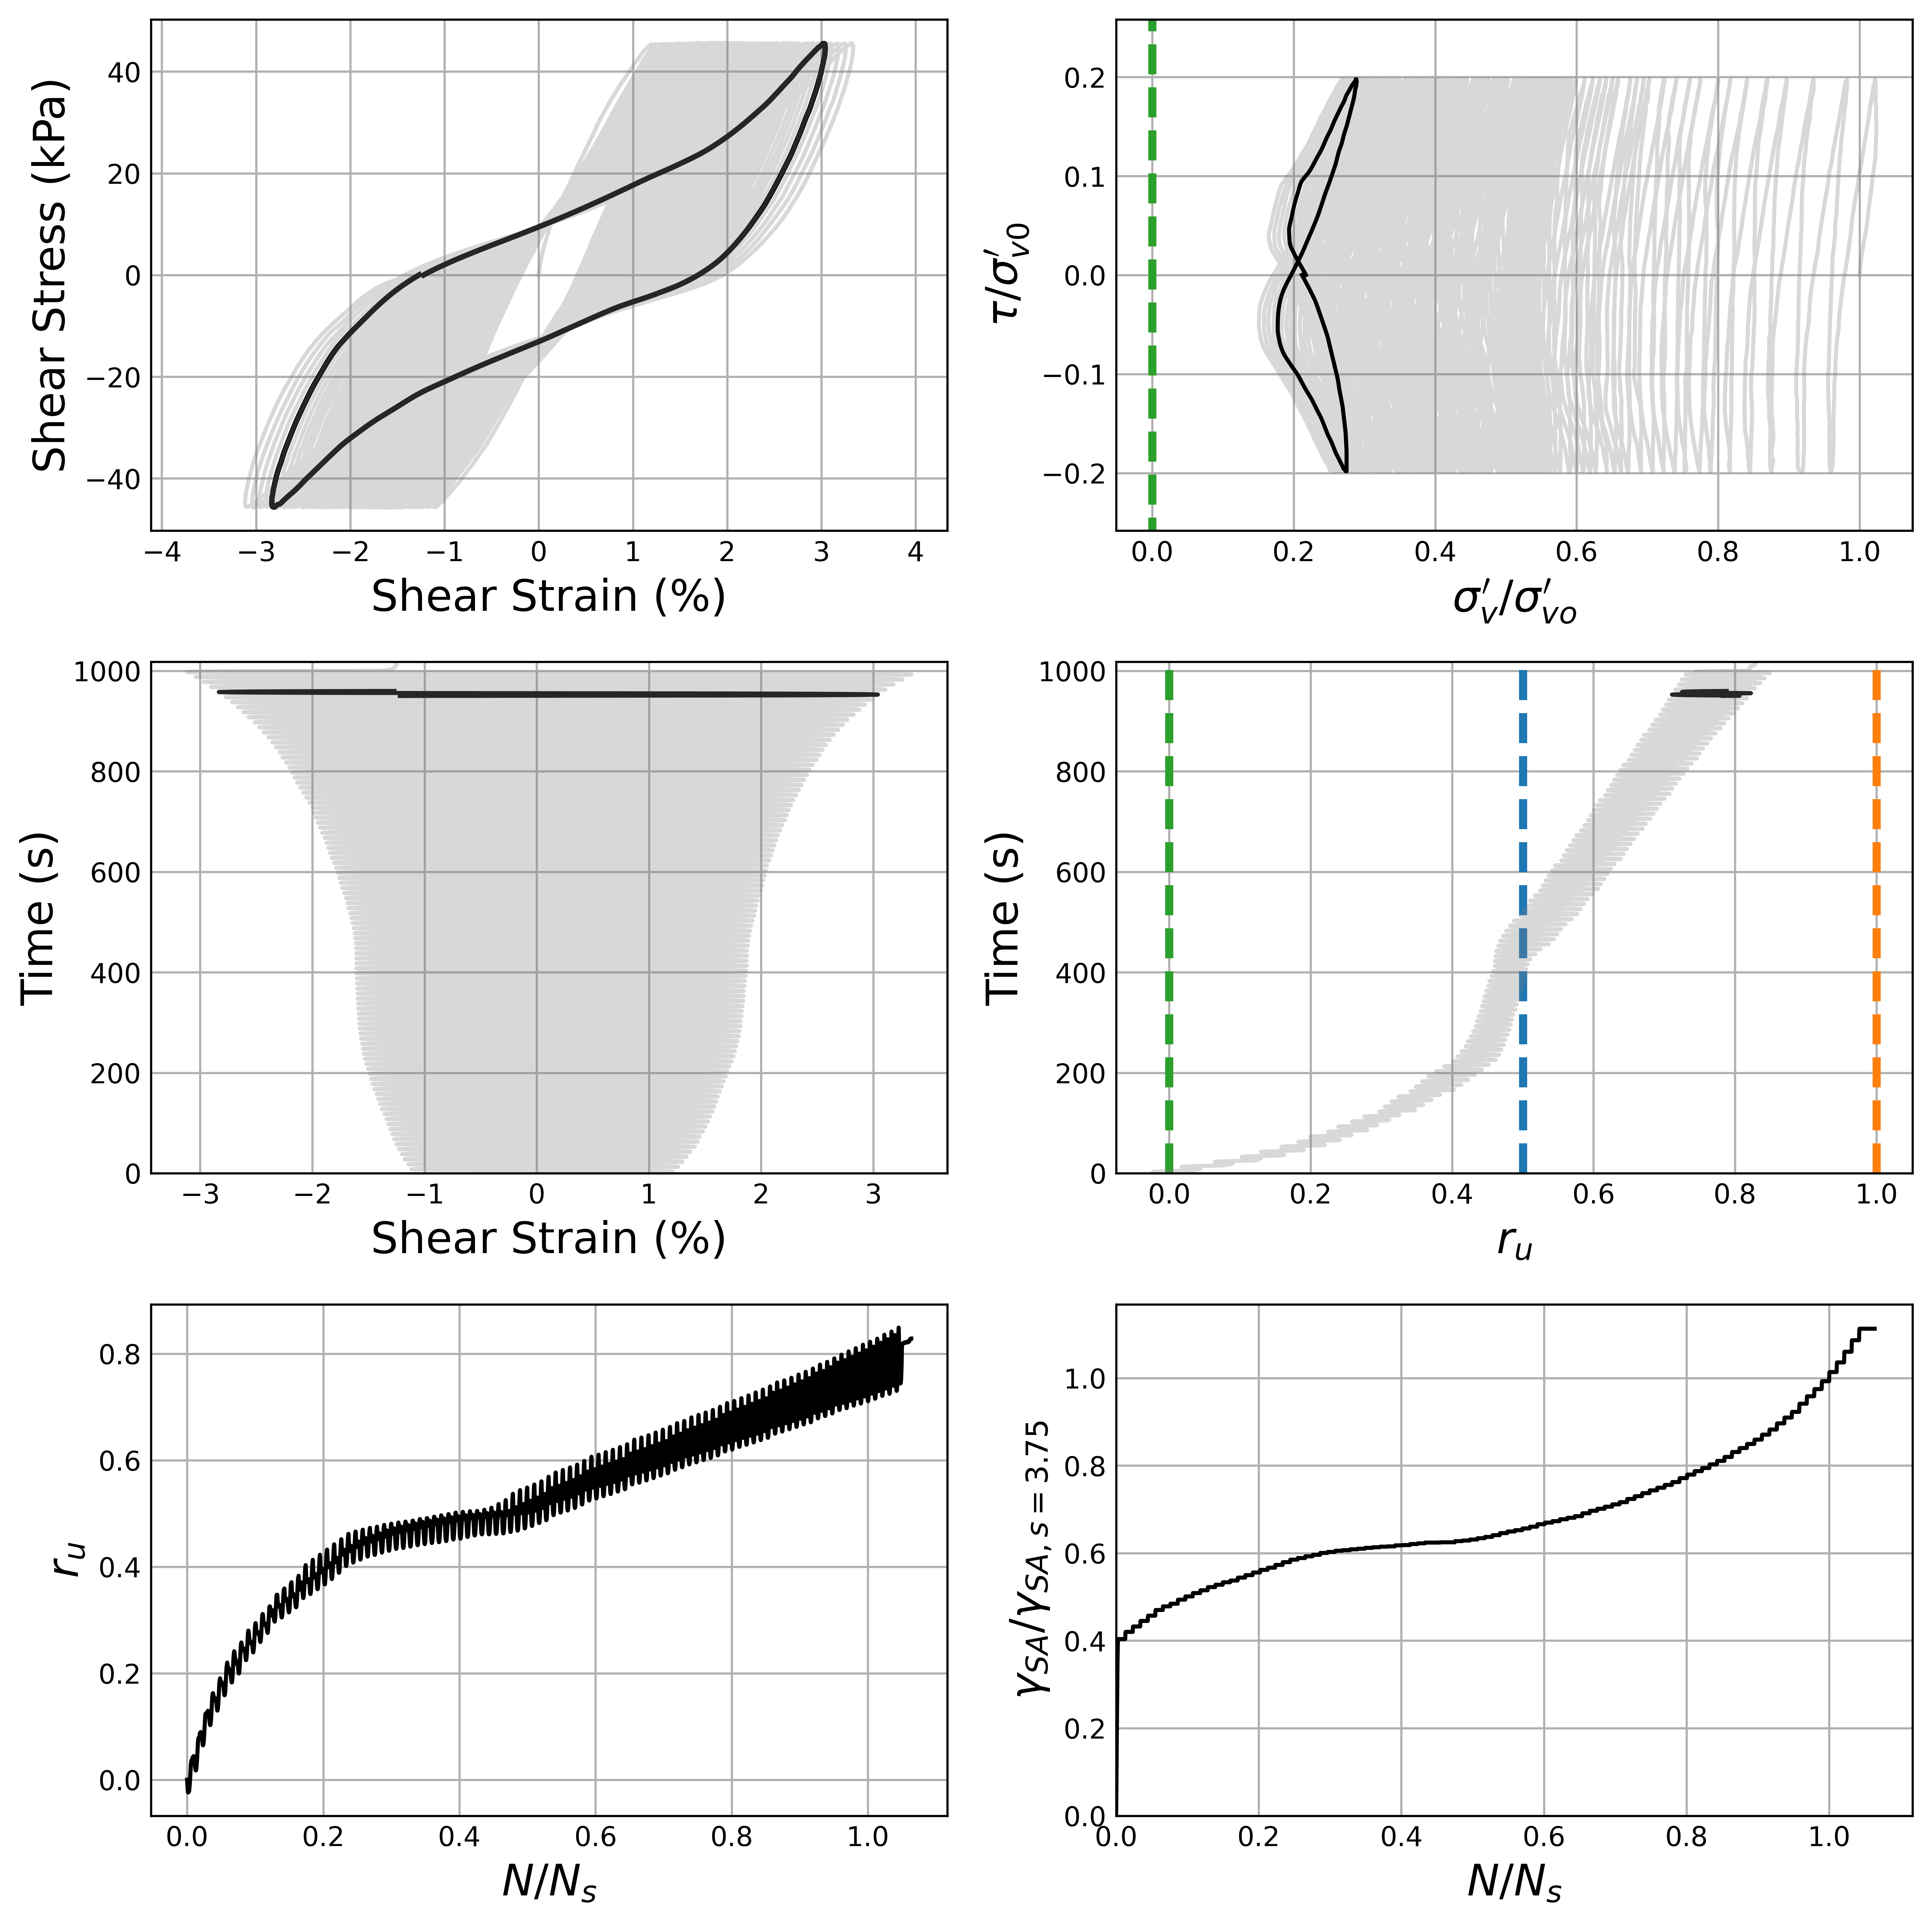 40
20
0
−20
−40
Shear Stress (kPa)
−4 −3 −2 −1 0 1 2 3 4
Shear Strain (%)
0.2
0.1
0.0
−0.1
−0.2
τ/σ′v0
0.0 0.2 0.4 0.6 0.8 1.0
σ′v/σ′vo
1000
800
600
400
200
0
Time (s)
−3 −2 −1 0 1 2 3
Shear Strain (%)
1000
800
600
400
200
0
Time (s)
0.0 0.2 0.4 0.6 0.8 1.0
ru
0.8
0.6
0.4
0.2
0.0
ru
0.0 0.2 0.4 0.6 0.8 1.0
N/Ns
1.0
0.8
0.6
0.4
0.2
0.0
γSA/γSA, s = 3.75
0.0 0.2 0.4 0.6 0.8 1.0
N/Ns